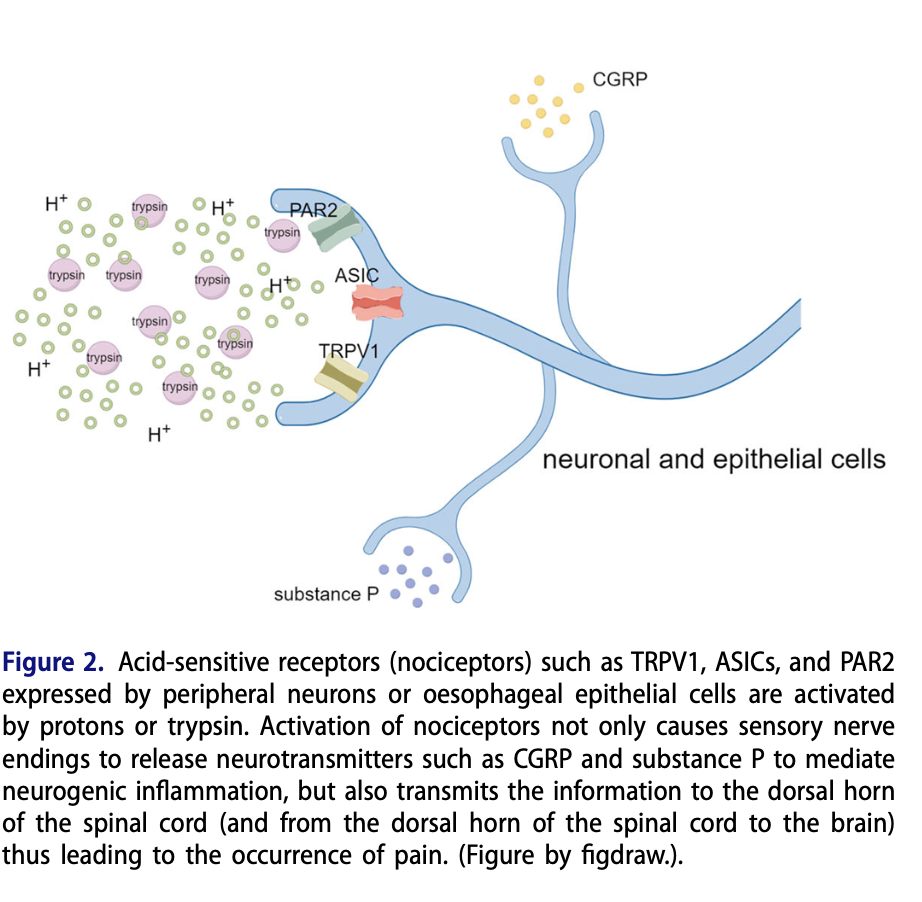 CGRP
H+
trypsin
H+
PAR2
trypsin
trypsin
trypsin
trypsin
H+
ASIC
trypsin
trypsin
trypsin
TRPV1
H+
trypsin
H+
neuronal and epithelial cells
substance P
Figure 2. Acid-sensitive receptors (nociceptors) such as TRPV1, ASICs, and PAR2
expressed by peripheral neurons or oesophageal epithelial cells are activated
by protons or trypsin. Activation of nociceptors not only causes sensory nerve
endings to release neurotransmitters such as CGRP and substance P to mediate
neurogenic inflammation, but also transmits the information to the dorsal horn
of the spinal cord (and from the dorsal horn of the spinal cord to the brain)
thus leading to the occurrence of pain. (Figure by figdraw.).